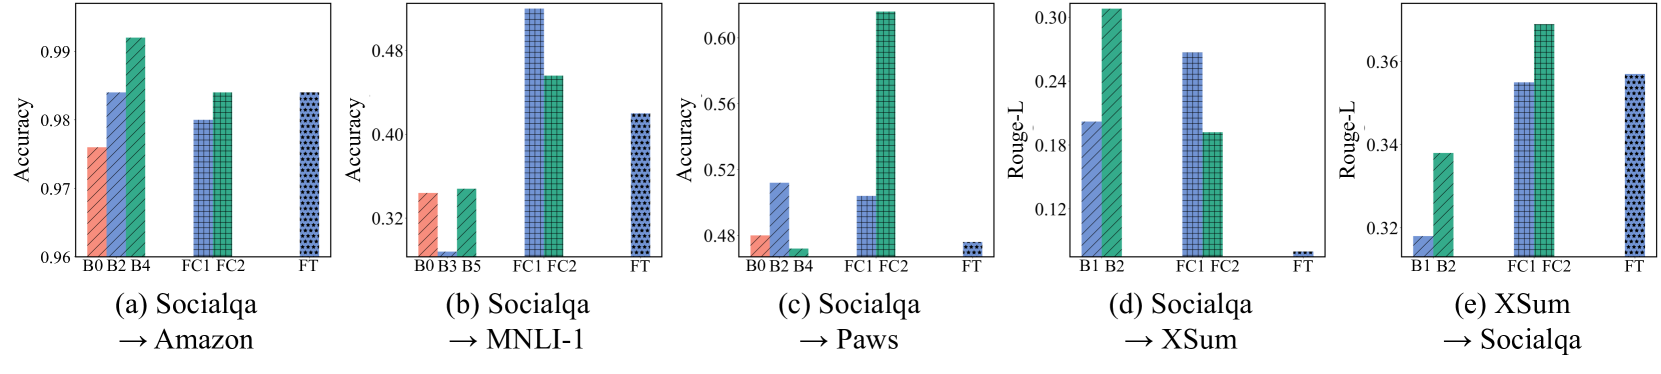 0.99
0.98
0.97
0.96
Accuracy
B0 B2 B4 FC1 FC2 FT
(a) Socialqa
→ Amazon
0.48
0.40
0.32
Accuracy
B0 B3 B5 FC1 FC2 FT
(b) Socialqa
→ MNLI-1
0.60
0.56
0.52
0.48
Accuracy
B0 B2 B4 FC1 FC2 FT
(c) Socialqa
→ Paws
0.30
0.24
0.18
0.12
Rouge-L
B1 B2 FC1 FC2 FT
(d) Socialqa
→ XSum
0.36
0.34
0.32
Rouge-L
B1 B2 FC1 FC2 FT
(e) XSum
→ Socialqa